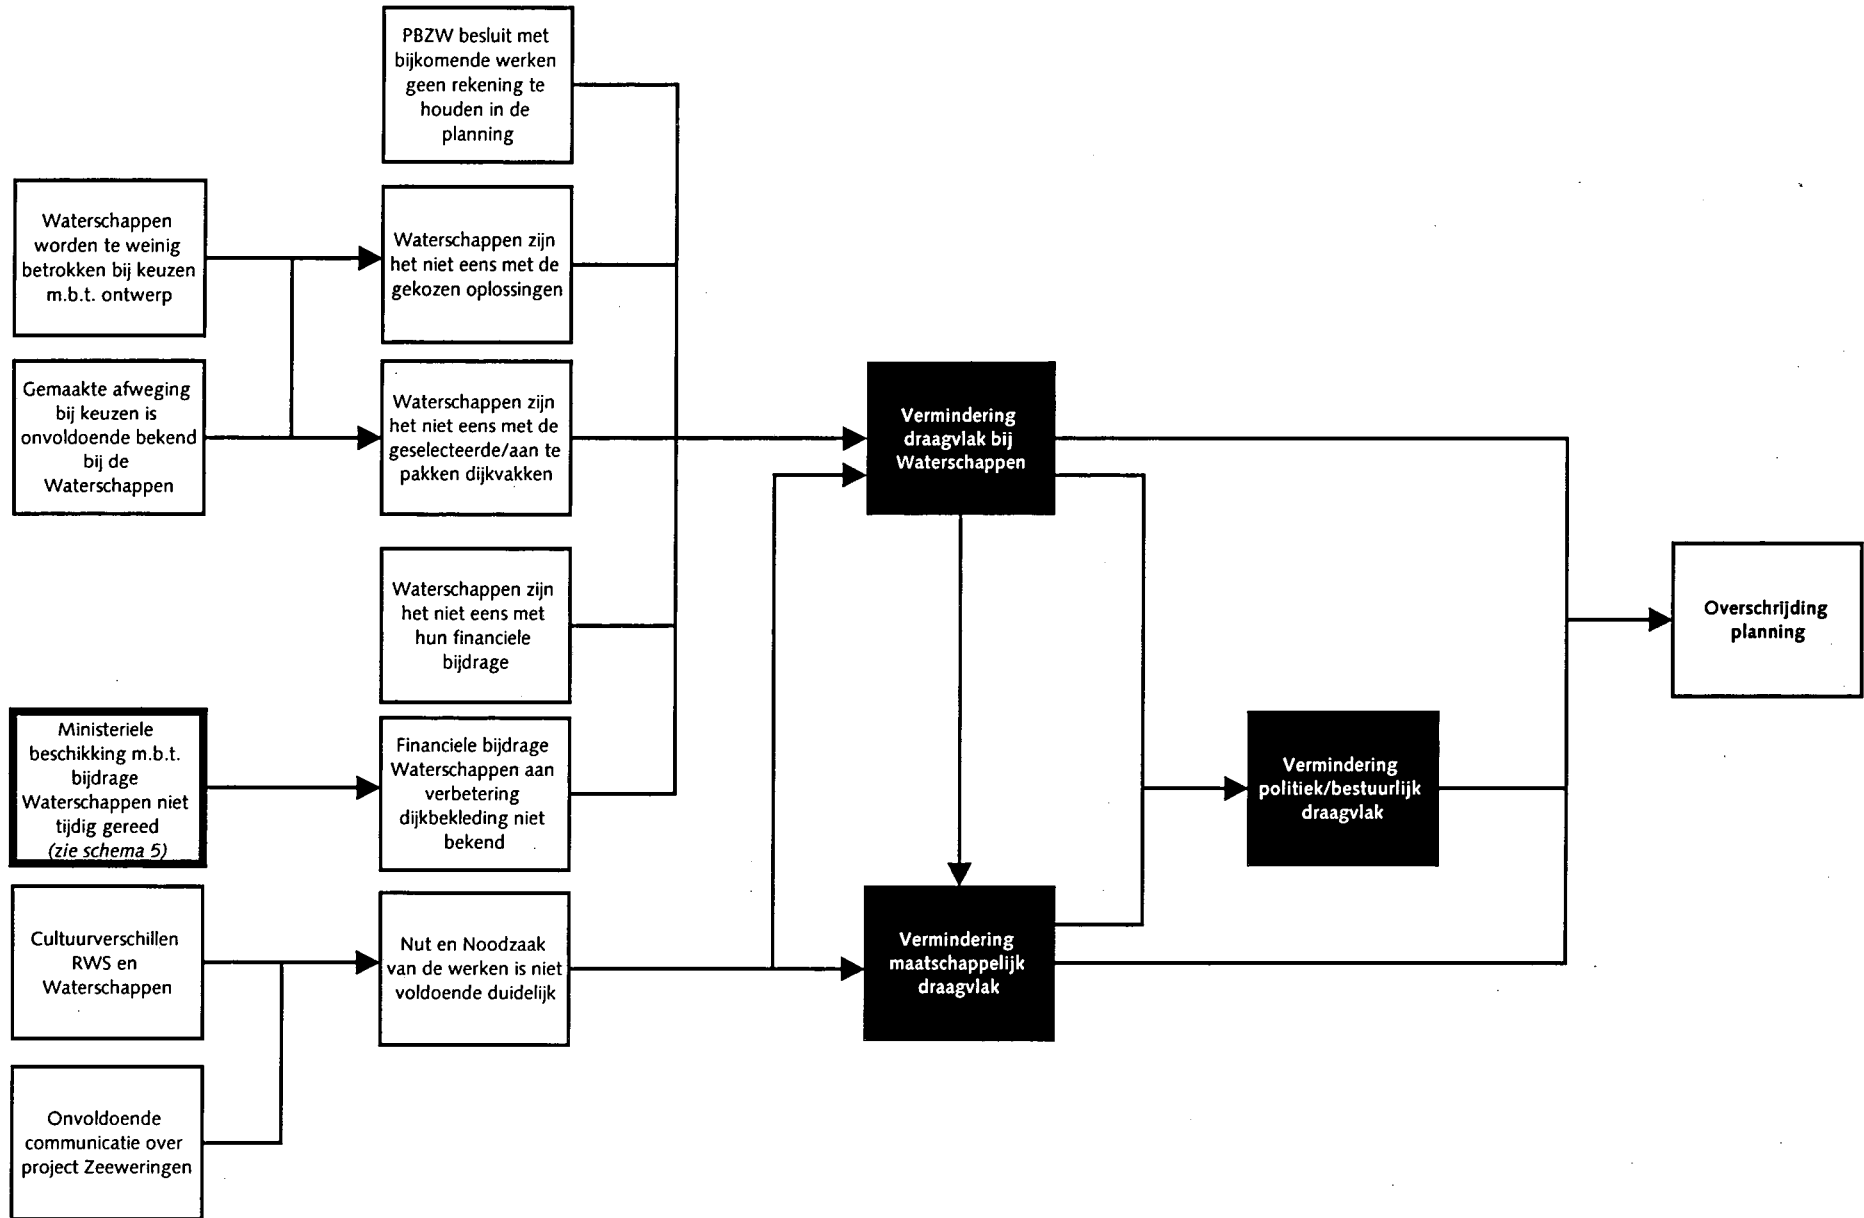 PBZW besluit met
bijkomende werken
geen rekening te
houden in de
planning
Waterschappen
worden te weinig
betrokken bij keuzen
m.b.t. ontwerp
Waterschappen zijn
het niet eens met de
gekozen oplossingen
Gemaakte afweging
bij keuzen is
onvoldoende bekend
bij de
Waterschappen
Waterschappen zijn
het niet eens met de
geselecteerde/aan te
pakken dijkvakken
Vermindering
draagvlak bij
Waterschappen
Waterschappen zijn
het niet eens met
hun financiele
bijdrage
Overschrijding
planning
Ministeriele
beschikking m.b.t.
bijdrage
Waterschappen niet
tijdig gereed
(zie schema 5)
Financiele bijdrage
Waterschappen aan
verbetering
dijkbekleding niet
bekend
Vermindering
politiek/bestuurlijk
draagvlak
Cultuurverschillen
RWS en
Waterschappen
Nut en Noodzaak
van de werken is niet
voldoende duidelijk
Vermindering
maatschappelijk
draagvlak
Onvoldoende
communicatie over
project Zeeweringen